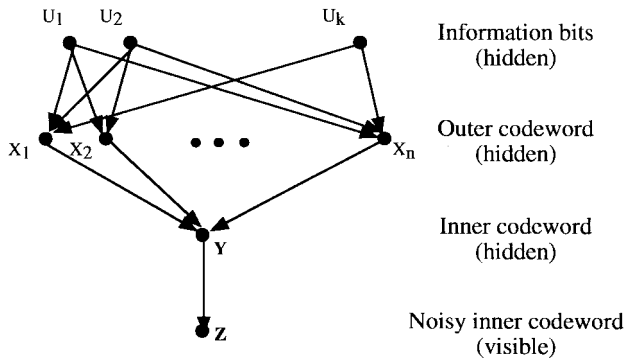 U1 U2 Uk Information bits
(hidden)
X1 X2 Xn Outer codeword
(hidden)
Y Inner codeword
(hidden)
Z Noisy inner codeword
(visible)